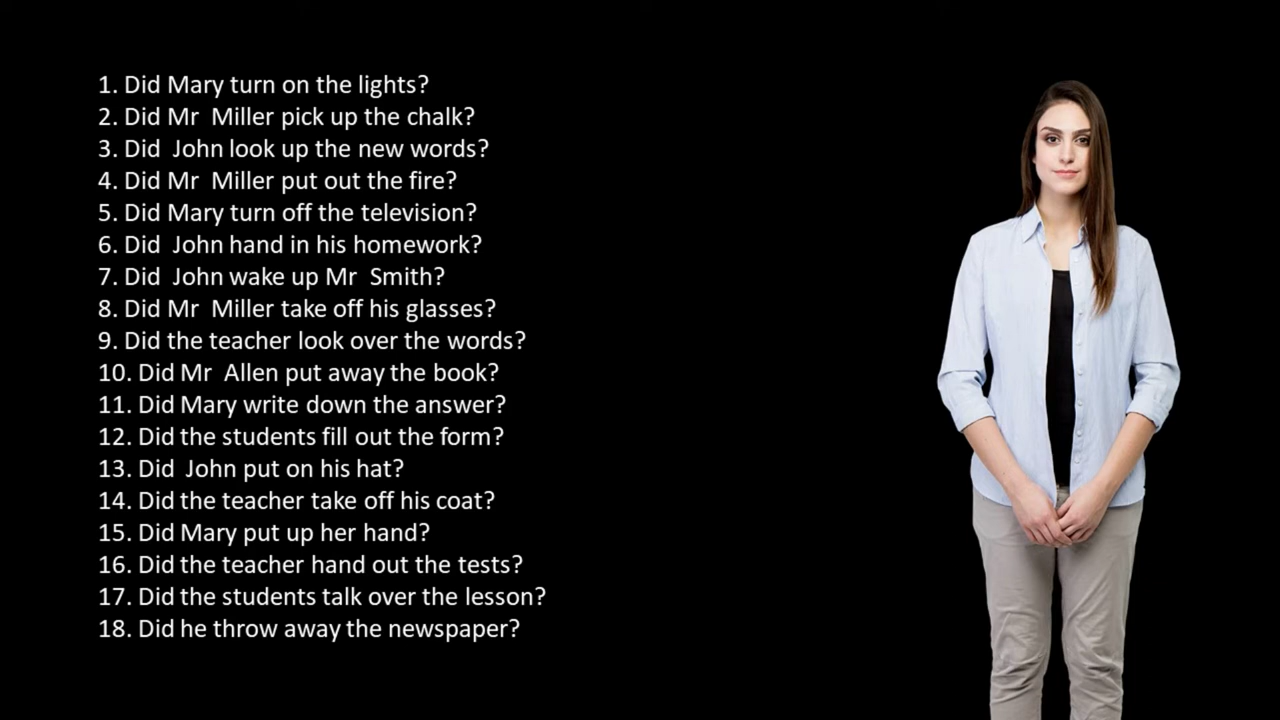 1. Did Mary turn on the lights?
2. Did Mr  Miller pick up the chalk?
3. Did  John look up the new words?
4. Did Mr  Miller put out the fire?
5. Did Mary turn off the television?
6. Did  John hand in his homework?
7. Did  John wake up Mr  Smith?
8. Did Mr  Miller take off his glasses?
9. Did the teacher look over the words?
10. Did Mr  Allen put away the book?
11. Did Mary write down the answer?
12. Did the students fill out the form?
13. Did  John put on his hat?
14. Did the teacher take off his coat?
15. Did Mary put up her hand?
16. Did the teacher hand out the tests?
17. Did the students talk over the lesson?
18. Did he throw away the newspaper?